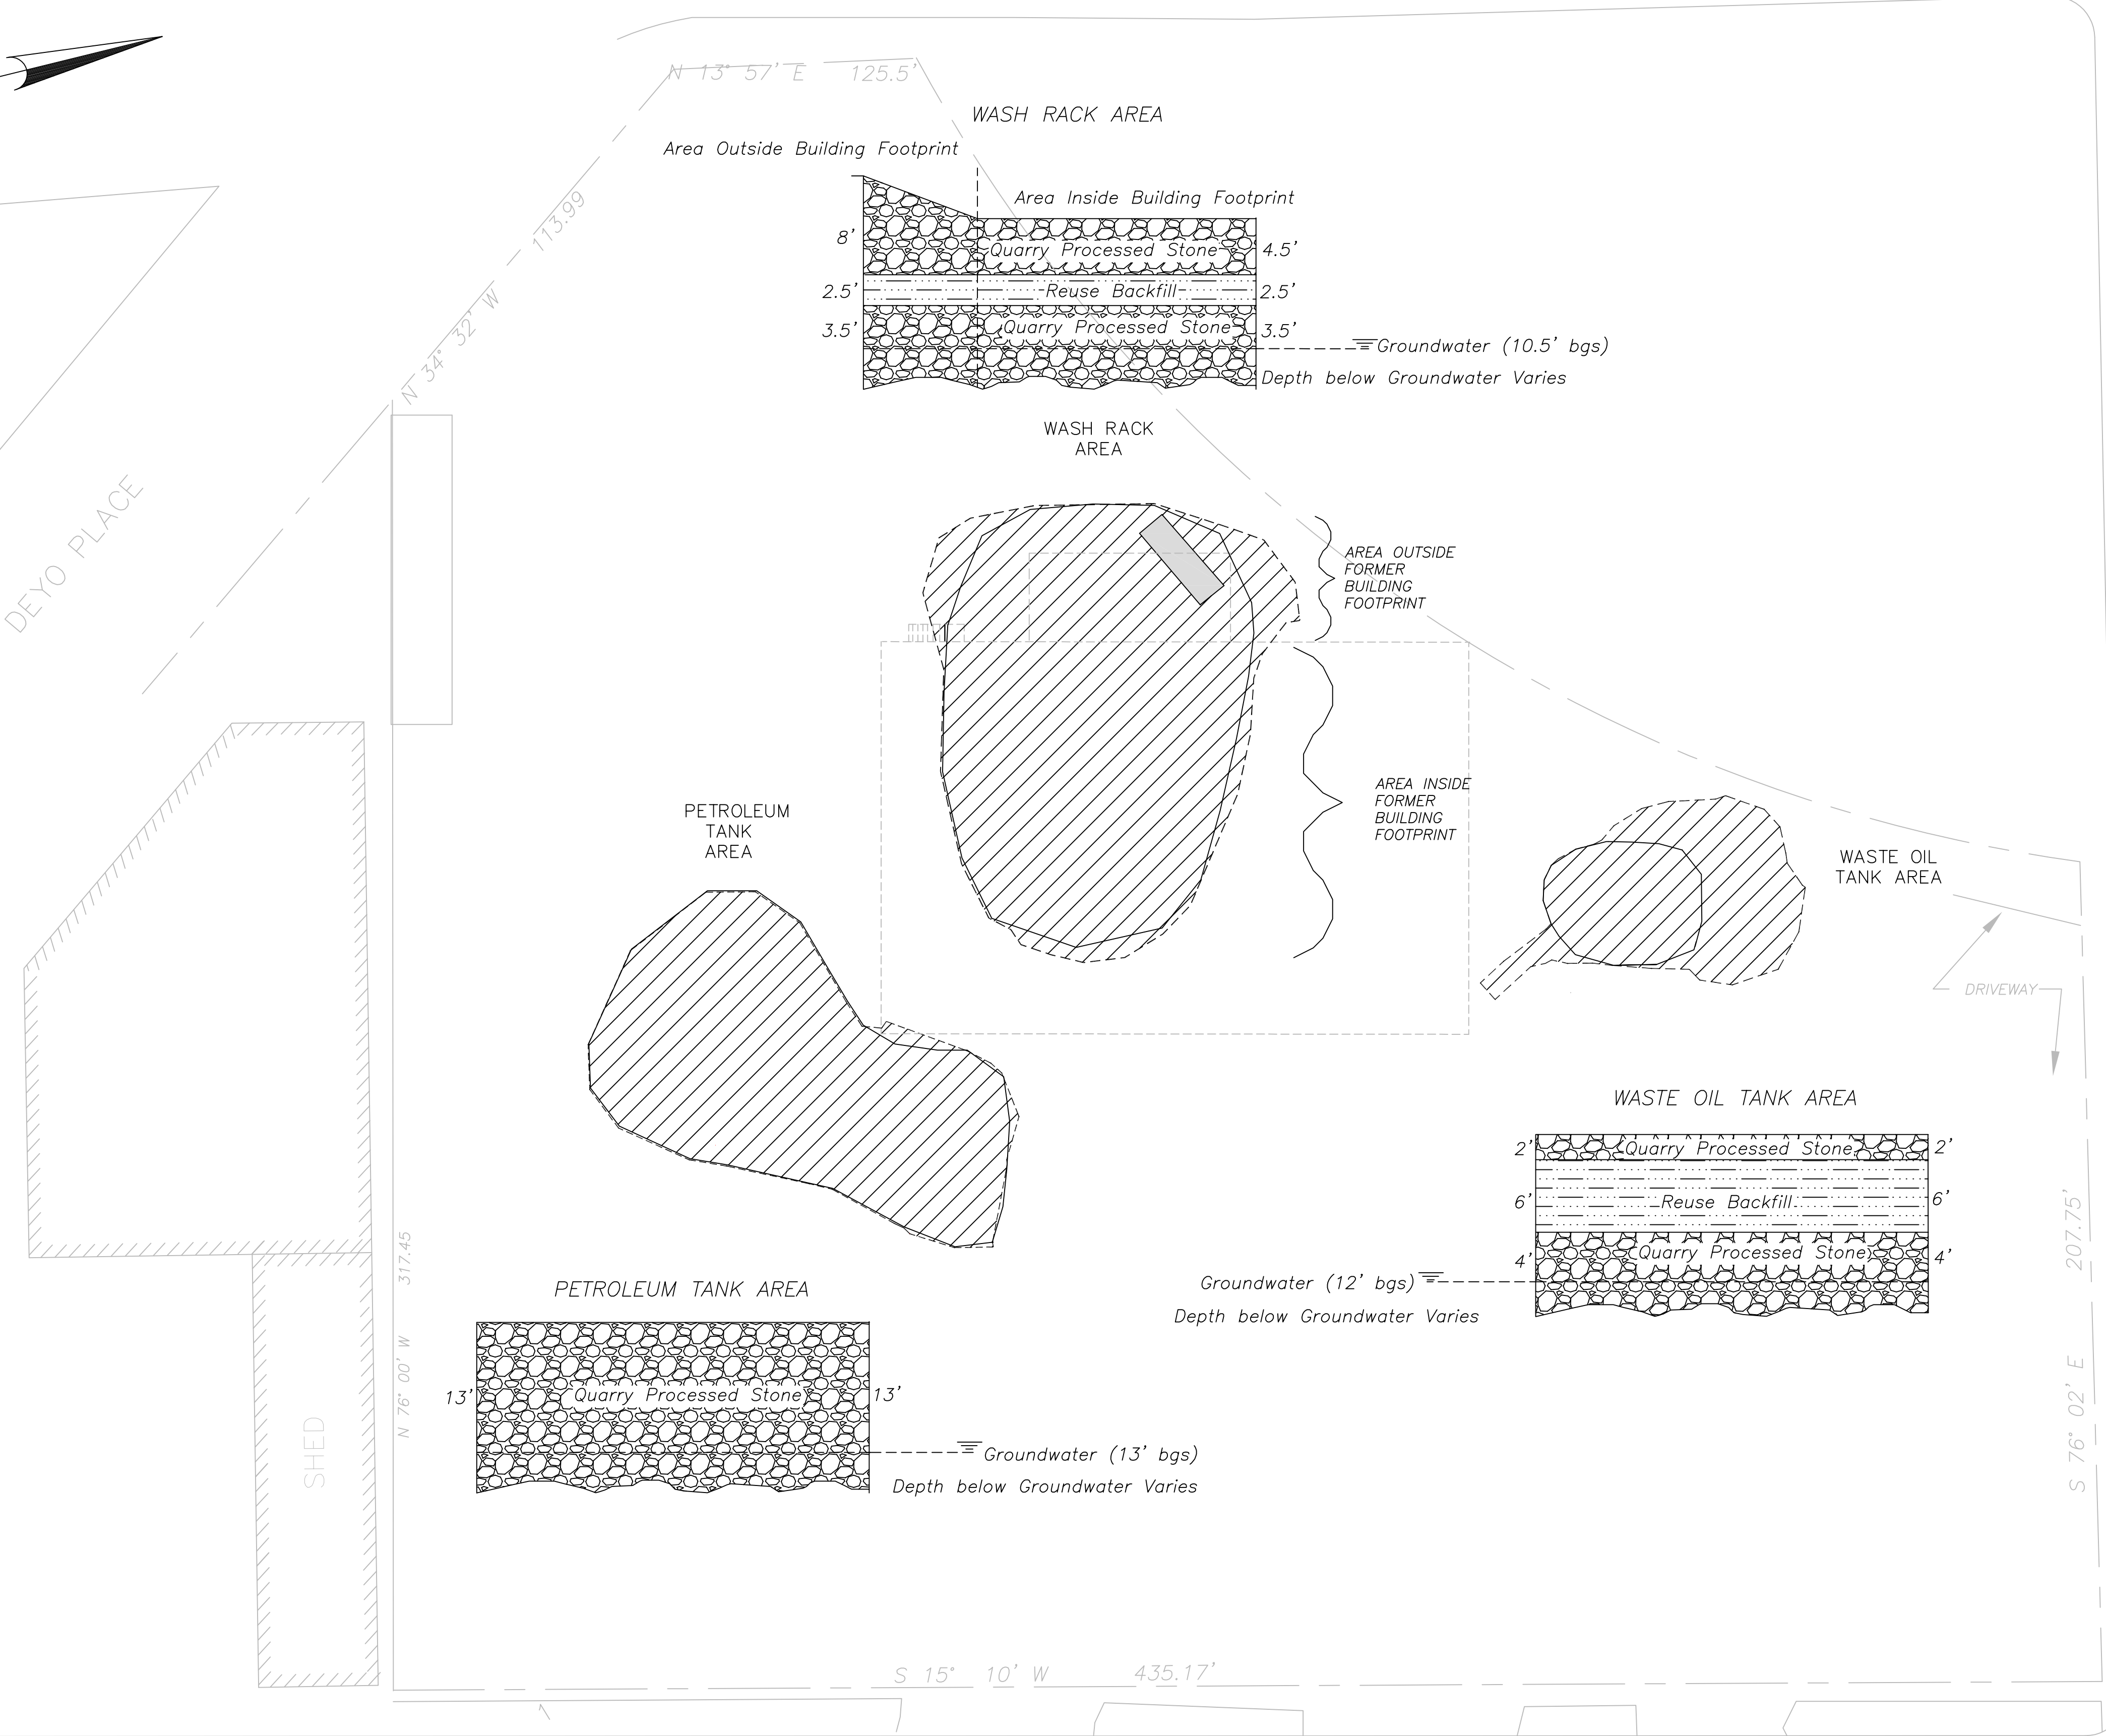 N 13° 57' E 125.5'
WASH RACK AREA
Area Outside Building Footprint
Area Inside Building Footprint
8'
Quarry Processed Stone
4.5'
2.5'
Reuse Backfill
2.5'
3.5'
Quarry Processed Stone
3.5'
Groundwater (10.5' bgs)
Depth below Groundwater Varies
N 34° 32' W 113.99
DEYO PLACE
WASH RACK
AREA
AREA OUTSIDE
FORMER
BUILDING
FOOTPRINT
AREA INSIDE
FORMER
BUILDING
FOOTPRINT
PETROLEUM
TANK
AREA
WASTE OIL
TANK AREA
DRIVEWAY
WASTE OIL TANK AREA
2'
Quarry Processed Stone
2'
6'
Reuse Backfill
6'
4'
Quarry Processed Stone
4'
Groundwater (12' bgs)
Depth below Groundwater Varies
PETROLEUM TANK AREA
13'
Quarry Processed Stone
13'
Groundwater (13' bgs)
Depth below Groundwater Varies
N 76° 00' W 317.45
SHED
S 76° 02' E 207.75'
S 15° 10' W 435.17'